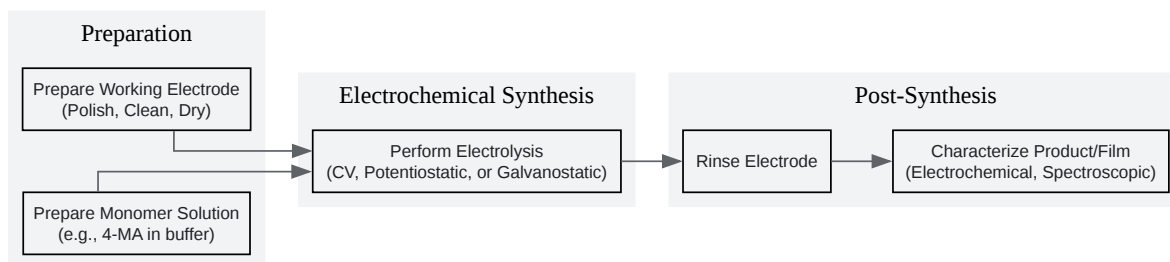 Preparation
Prepare Working Electrode
(Polish, Clean, Dry)
Prepare Monomer Solution
(e.g., 4-MA in buffer)
Electrochemical Synthesis
Perform Electrolysis
(CV, Potentiostatic, or Galvanostatic)
Post-Synthesis
Rinse Electrode
Characterize Product/Film
(Electrochemical, Spectroscopic)